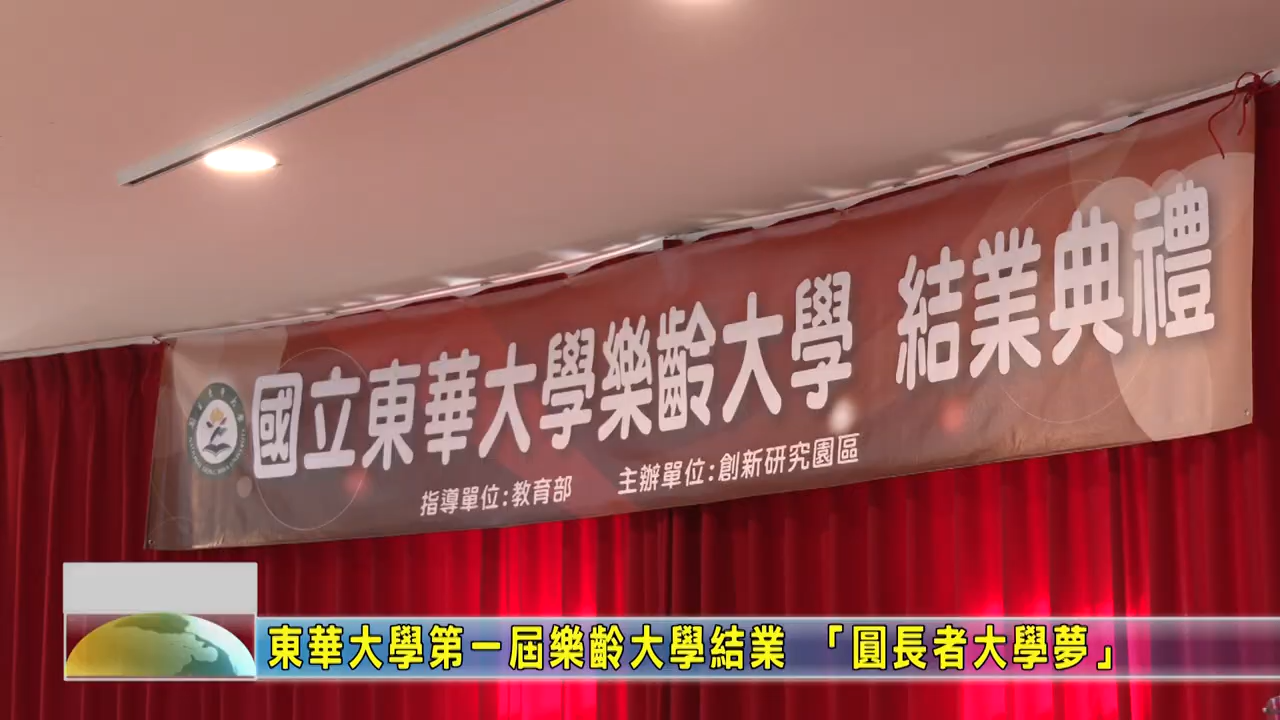 國立東華大學樂齡大學 結業典禮
指導單位:教育部 主辦單位:創新研究園區
東華大學第一屆樂齡大學結業 「圓長者大學夢」